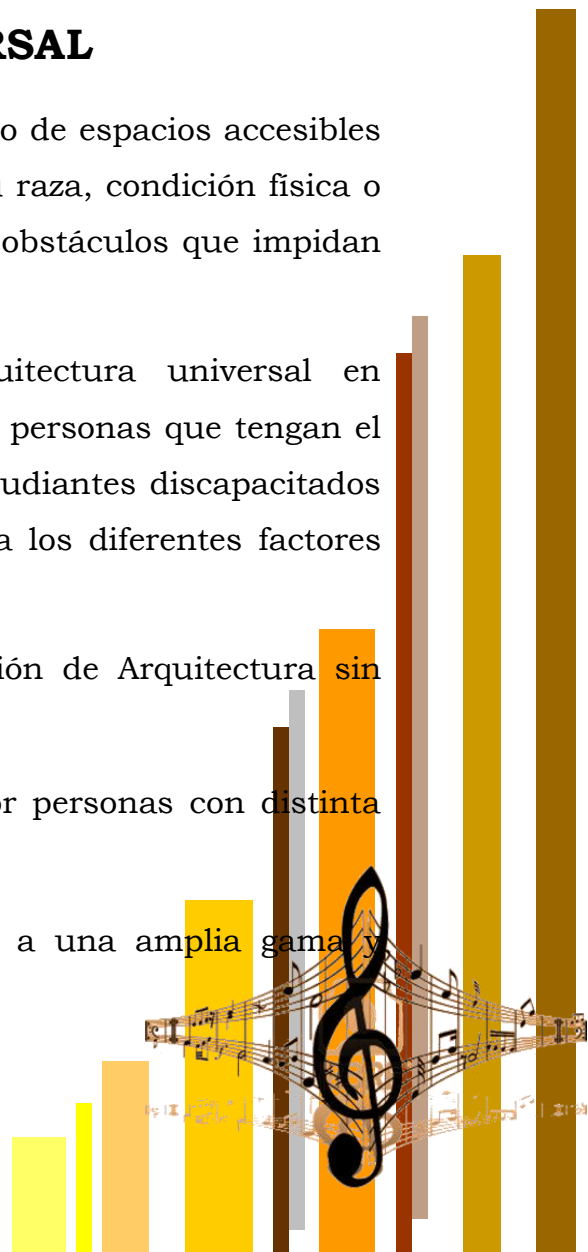 RSAL
o de espacios accesibles
raza, condición física o
obstáculos que impidan
uitectura universal en
personas que tengan el
udiantes discapacitados
a los diferentes factores
ión de Arquitectura sin
r personas con distinta
a una amplia gama y